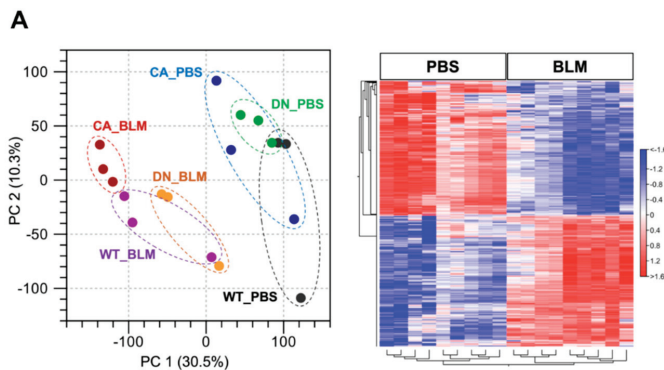 A
CA_PBS
DN_PBS
CA_BLM
DN_BLM
WT_BLM
WT_PBS
100
50
0
-50
-100
PC 2 (10.3%)
-100 0 100
PC 1 (30.5%)
PBS BLM
-1.2
-0.8
-0.4
0
0.4
0.8
1.2
>1.6